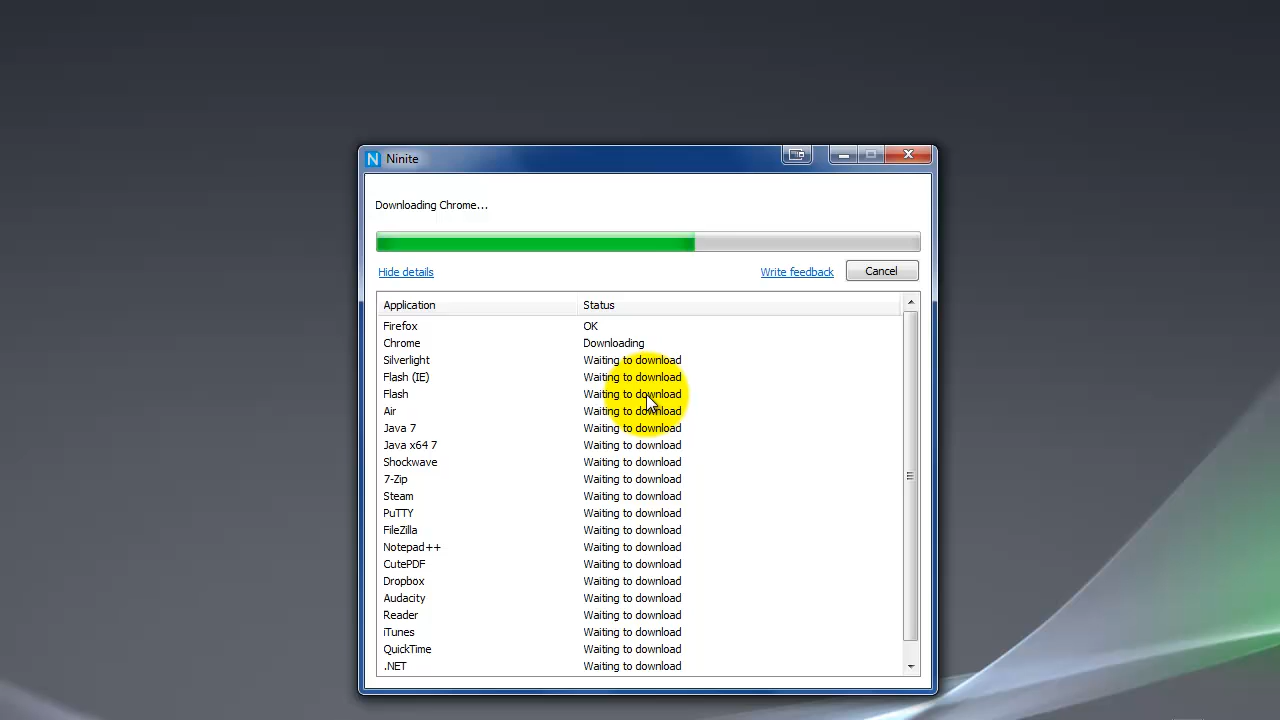 Ninite
Downloading Chrome...
Hide details Write feedback Cancel
Application Status
Firefox OK
Chrome Downloading
Silverlight Waiting to download
Flash (IE) Waiting to download
Flash Waiting to download
Air Waiting to download
Java 7 Waiting to download
Java x64 7 Waiting to download
Shockwave Waiting to download
7-Zip Waiting to download
Steam Waiting to download
PuTTY Waiting to download
FileZilla Waiting to download
Notepad++ Waiting to download
CutePDF Waiting to download
Dropbox Waiting to download
Audacity Waiting to download
Reader Waiting to download
iTunes Waiting to download
QuickTime Waiting to download
.NET Waiting to download